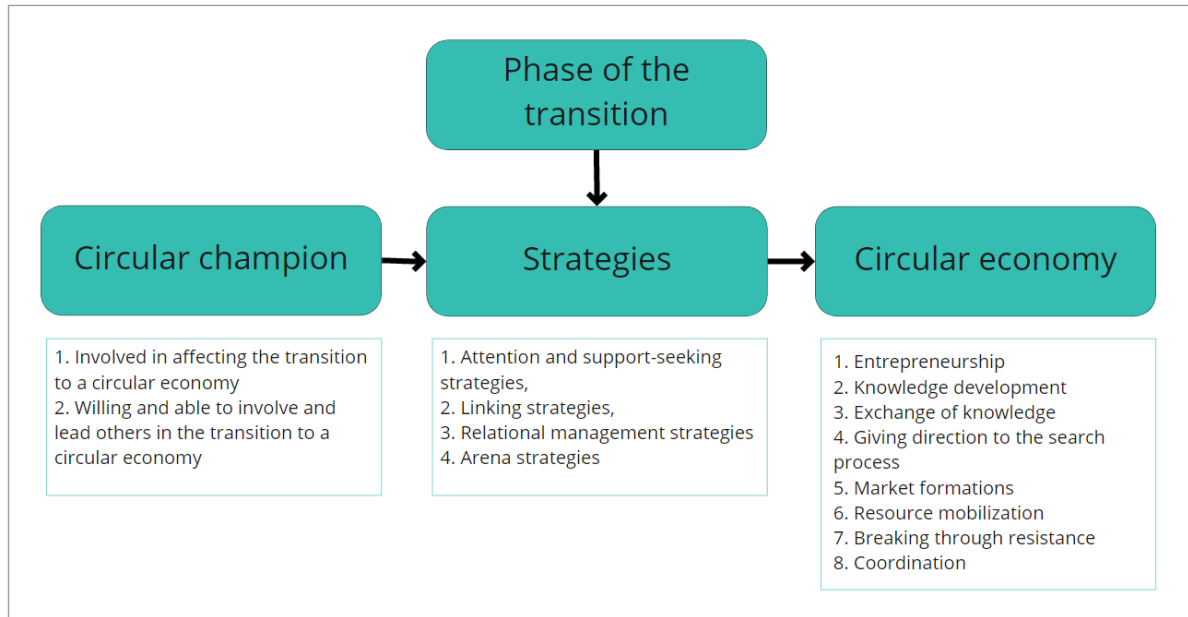 Phase of the
transition
Circular champion
Strategies
Circular economy
1. Involved in affecting the transition
to a circular economy
2. Willing and able to involve and
lead others in the transition to a
circular economy
1. Attention and support-seeking
strategies,
2. Linking strategies,
3. Relational management strategies
4. Arena strategies
1. Entrepreneurship
2. Knowledge development
3. Exchange of knowledge
4. Giving direction to the search
process
5. Market formations
6. Resource mobilization
7. Breaking through resistance
8. Coordination